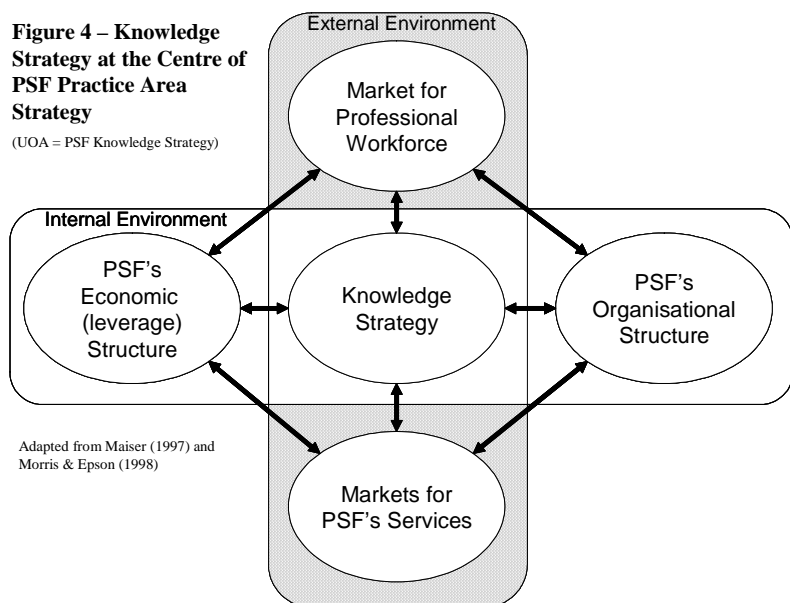 Figure 4 – Knowledge
Strategy at the Centre of
PSF Practice Area
Strategy
(UOA = PSF Knowledge Strategy)
External Environment
Market for
Professional
Workforce
Internal Environment
PSF's
Economic
(leverage)
Structure
Knowledge
Strategy
PSF's
Organisational
Structure
Adapted from Maiser (1997) and
Morris & Epson (1998)
Markets for
PSF's Services